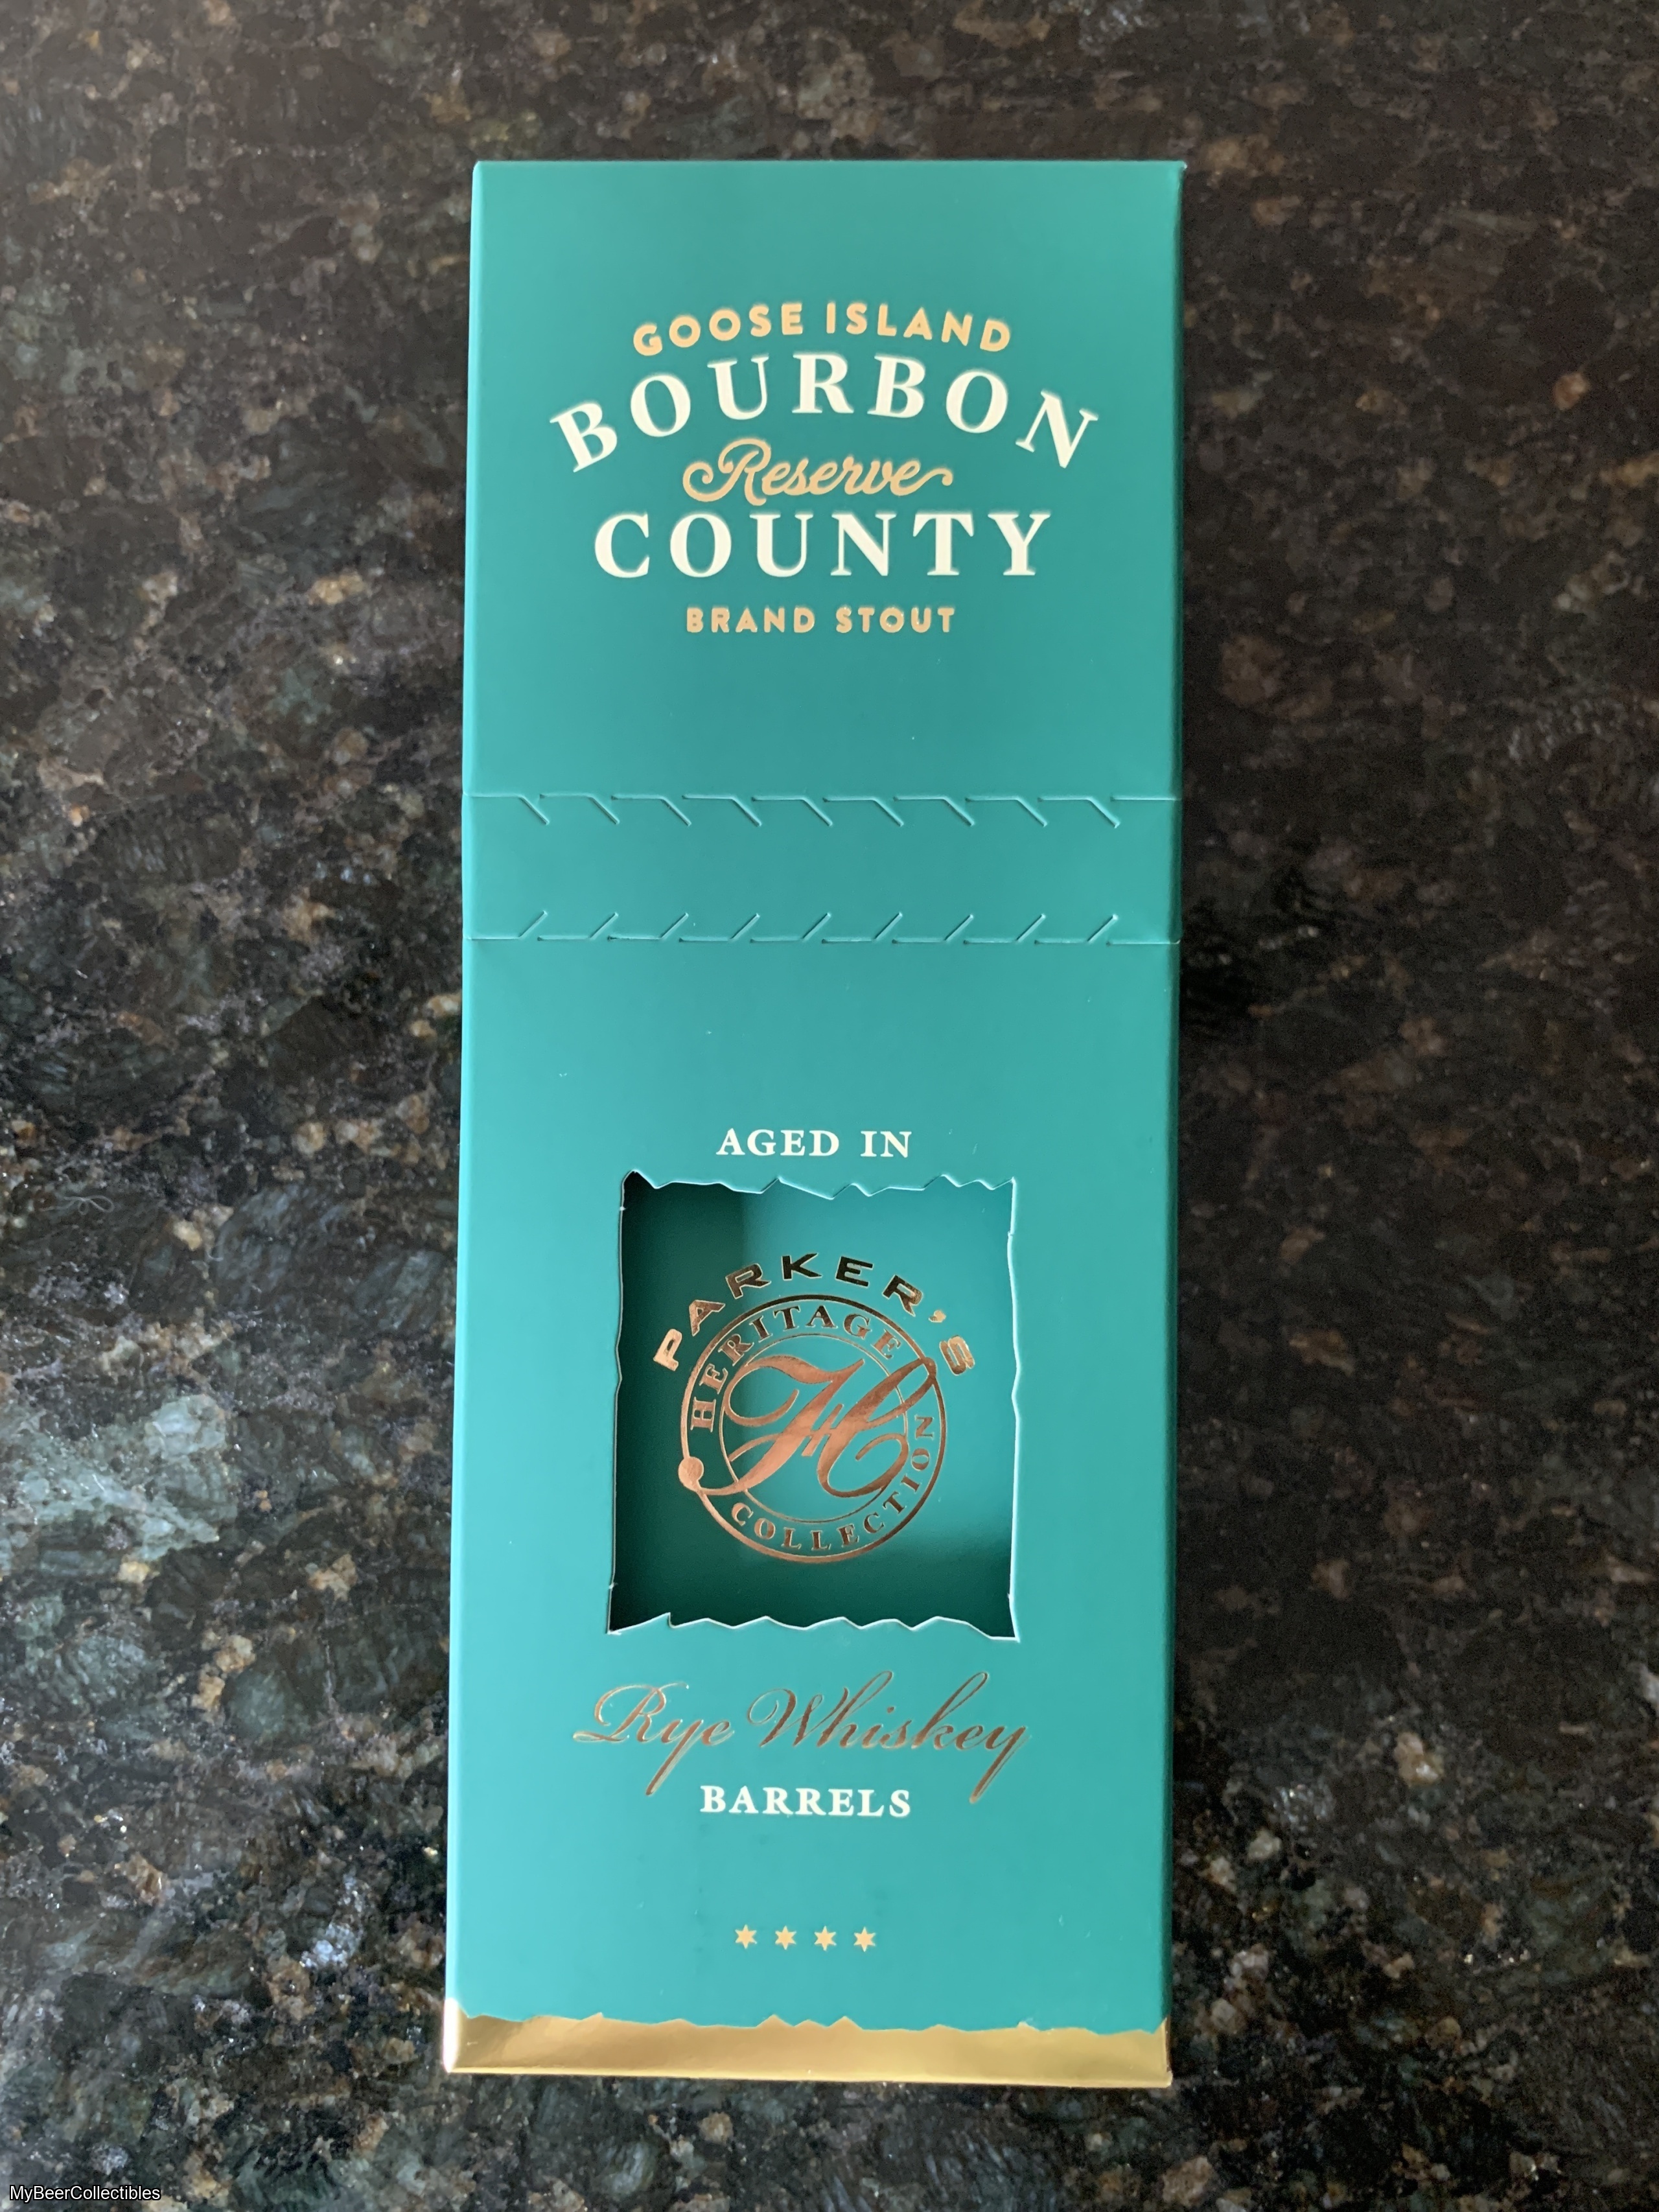 GOOSE ISLAND
BOURBON
Reserve
COUNTY
BRAND STOUT
AGED IN
PARKER'S
HERITAGE
H
COLLECTION
Rye Whiskey
BARRELS
MyBeerCollectibles